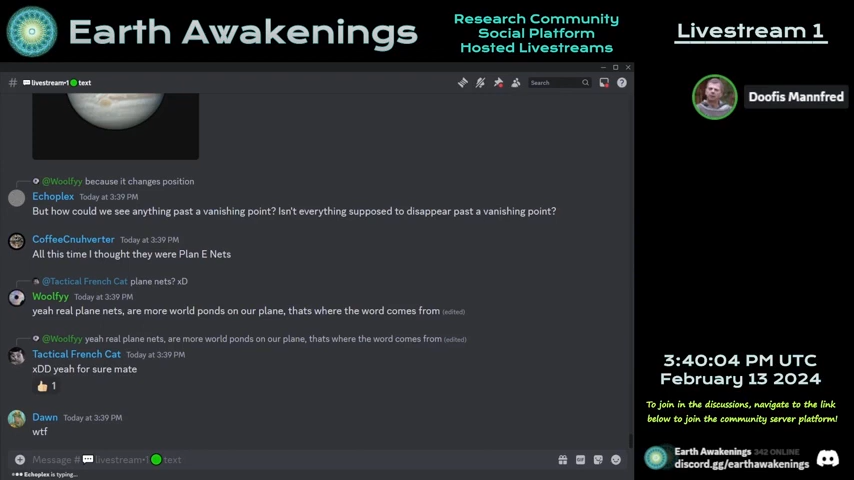 Earth Awakenings
Research Community
Social Platform
Hosted Livestreams
Livestream 1
# livestream•1 text
Search
Doofis Mannfred
@Woolfyy because it changes position
Echoplex Today at 3:39 PM
But how could we see anything past a vanishing point? Isn't everything supposed to disappear past a vanishing point?
CoffeeCnuhverter Today at 3:39 PM
All this time I thought they were Plan E Nets
@Tactical French Cat plane nets? xD
Woolfyy Today at 3:39 PM
yeah real plane nets, are more world ponds on our plane, thats where the word comes from (edited)
@Woolfyy yeah real plane nets, are more world ponds on our plane, thats where the word comes from (edited)
Tactical French Cat Today at 3:39 PM
xDD yeah for sure mate
1
Dawn Today at 3:39 PM
wtf
Message # livestream•1 text
GIF
Echoplex is typing...
3:40:04 PM UTC
February 13 2024
To join in the discussions, navigate to the link
below to join the community server platform!
Earth Awakenings 342 ONLINE
discord.gg/earthawakenings